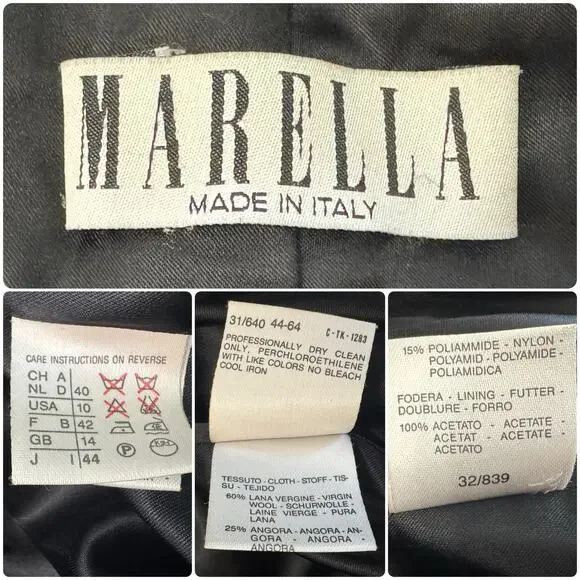 MARELLA
MADE IN ITALY
CARE INSTRUCTIONS ON REVERSE
CH A
NL D 40
USA 10
F B 42
GB 14
J I 44
P
31/640 44-64
C-TK-1283
PROFESSIONALLY DRY CLEAN
ONLY, PERCHLOROETHYLENE
WITH LIKE COLORS NO BLEACH
COOL IRON
TESSUTO - CLOTH - STOFF - TIS-
SU - TEJIDO
60% LANA VERGINE - VIRGIN
WOOL - SCHURWOLLE -
LAINE VIERGE - PURA
LANA
25% ANGORA - ANGORA - AN-
GORA - ANGORA -
ANGORA
15% POLIAMMIDE - NYLON -
POLYAMID - POLYAMIDE -
POLIAMIDICA
FODERA - LINING - FUTTER -
DOUBLURE - FORRO
100% ACETATO - ACETATE -
ACETAT - ACETATE -
ACETATO
32/839